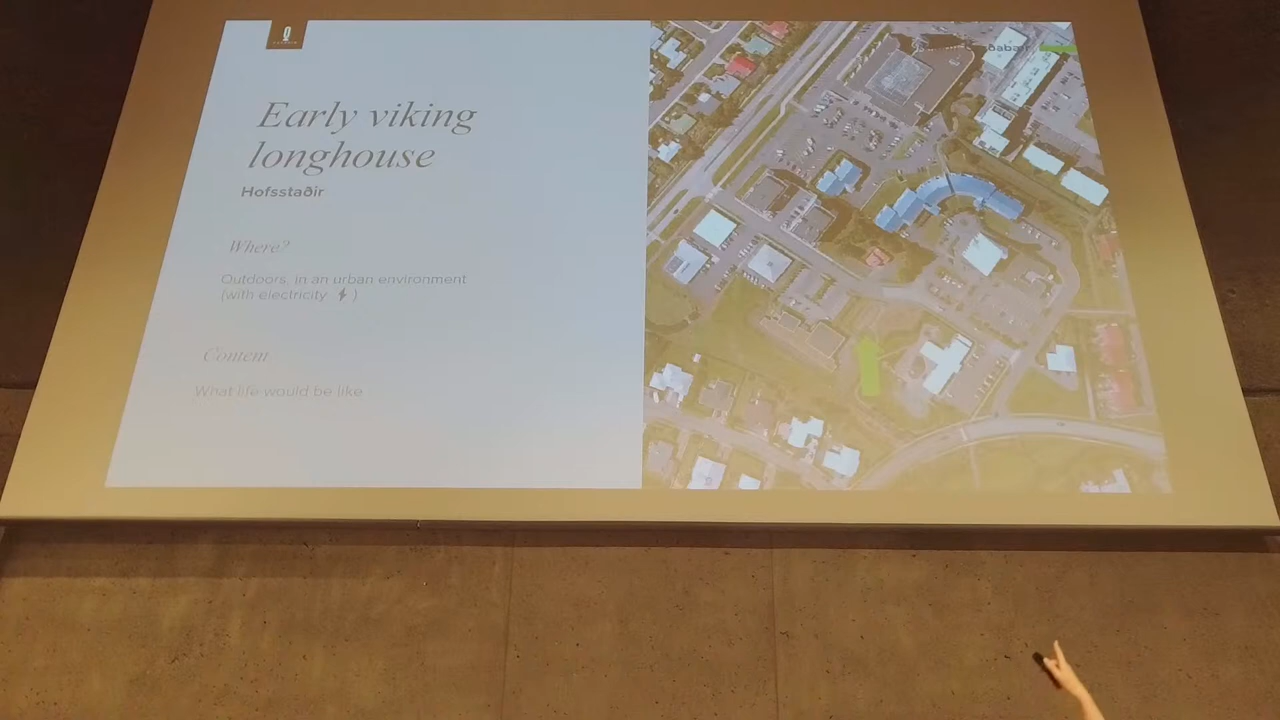 Early viking
longhouse
Hofsstaðir
Where?
Outdoors, in an urban environment
(with electricity ⚡ )
Content
What life would be like